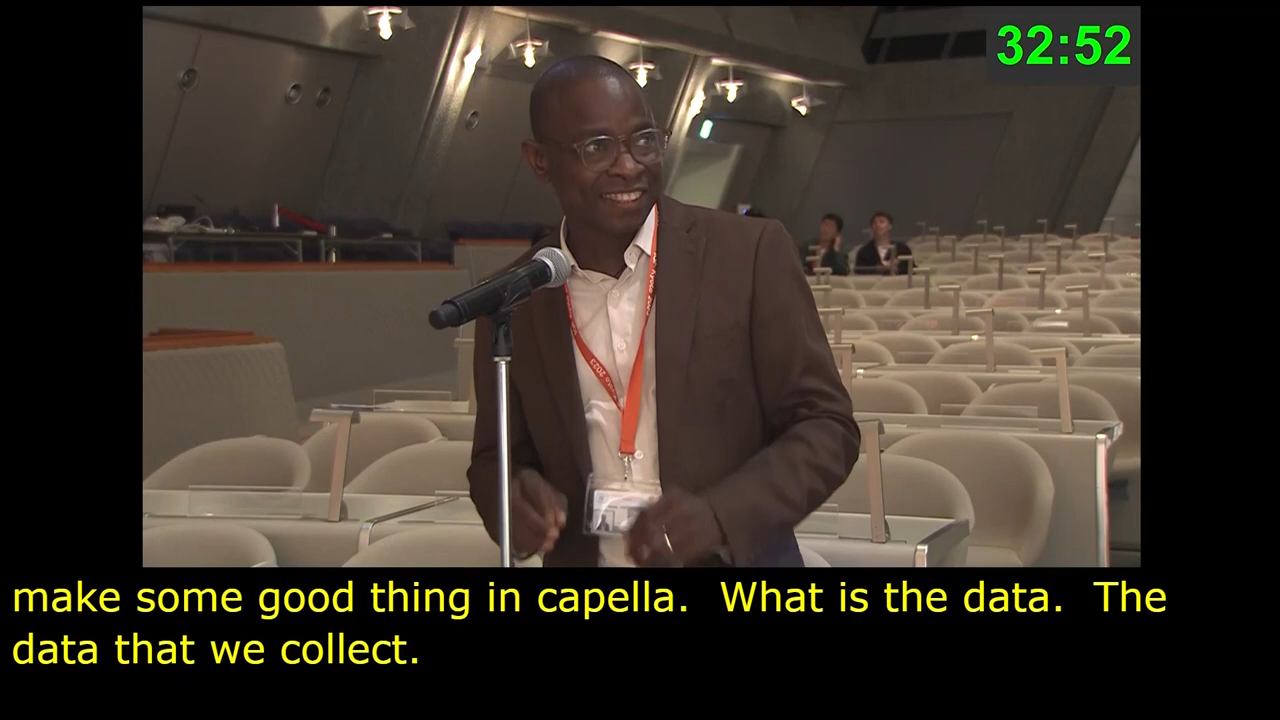 32:52
make some good thing in capella.  What is the data.  The
data that we collect.